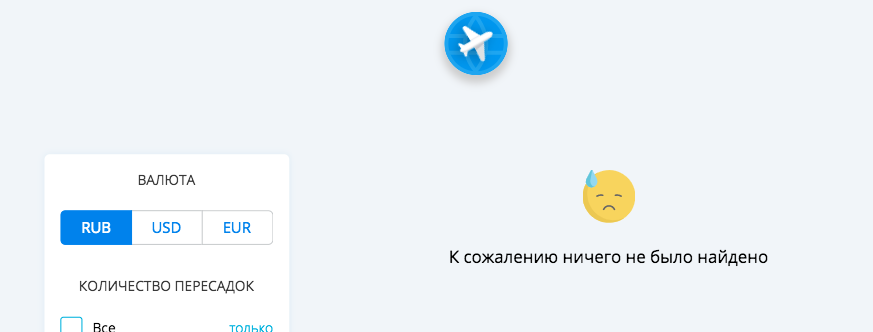 ВАЛЮТА
RUB USD EUR
К сожалению ничего не было найдено
КОЛИЧЕСТВО ПЕРЕСАДОК
Все только